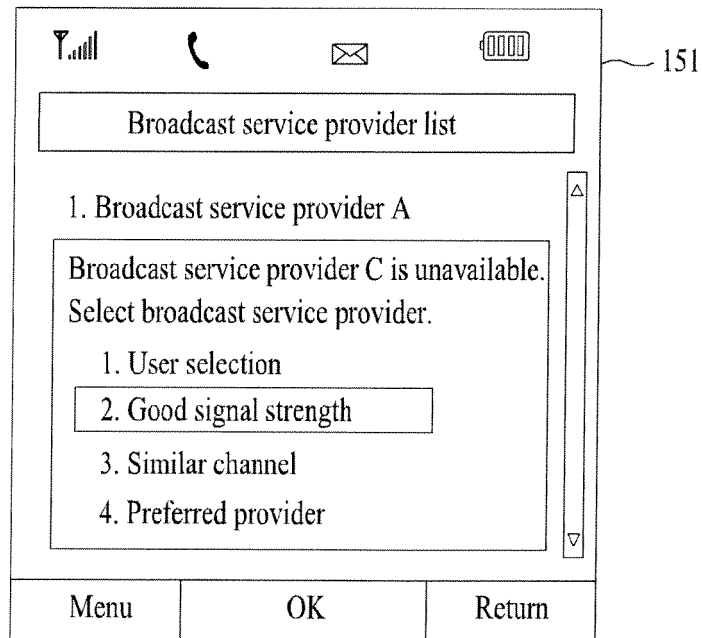 151
Broadcast service provider list
1. Broadcast service provider A
Broadcast service provider C is unavailable.
Select broadcast service provider.
1. User selection
2. Good signal strength
3. Similar channel
4. Preferred provider
Menu OK Return